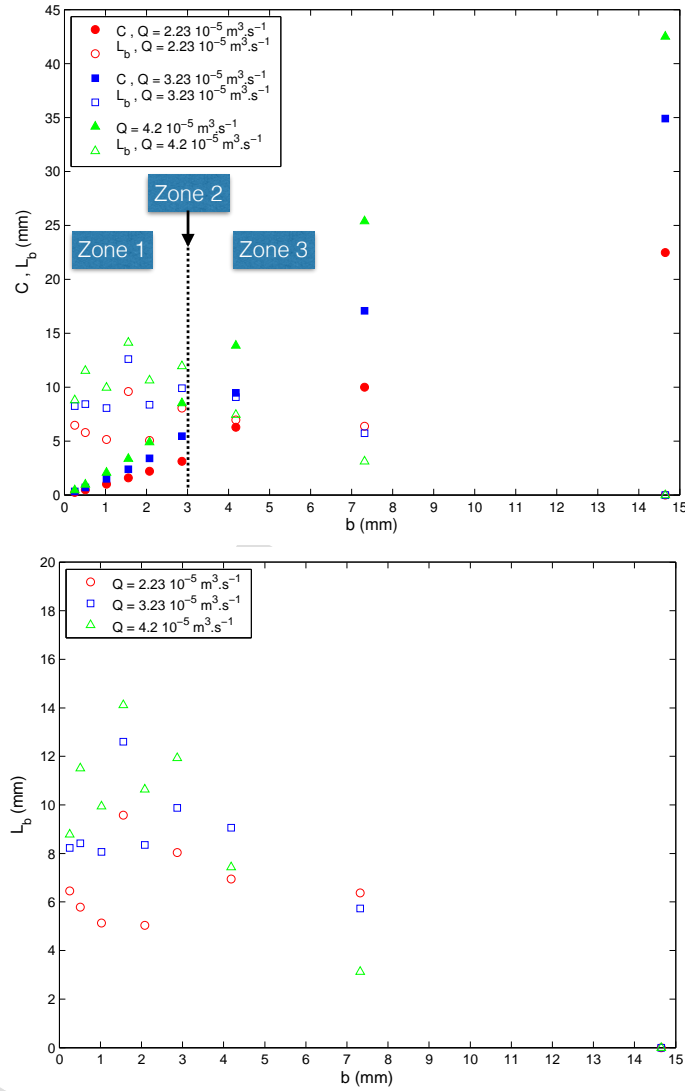 45
40
35
30
25
20
15
10
5
0
C , L_b (mm)
C , Q = 2.23 10⁻⁵ m³.s⁻¹
L_b , Q = 2.23 10⁻⁵ m³.s⁻¹
C , Q = 3.23 10⁻⁵ m³.s⁻¹
L_b , Q = 3.23 10⁻⁵ m³.s⁻¹
Q = 4.2 10⁻⁵ m³.s⁻¹
L_b , Q = 4.2 10⁻⁵ m³.s⁻¹
Zone 2
Zone 1
Zone 3
0 1 2 3 4 5 6 7 8 9 10 11 12 13 14 15
b (mm)
20
18
16
14
12
10
8
6
4
2
0
L_b (mm)
Q = 2.23 10⁻⁵ m³.s⁻¹
Q = 3.23 10⁻⁵ m³.s⁻¹
Q = 4.2 10⁻⁵ m³.s⁻¹
0 1 2 3 4 5 6 7 8 9 10 11 12 13 14 15
b (mm)